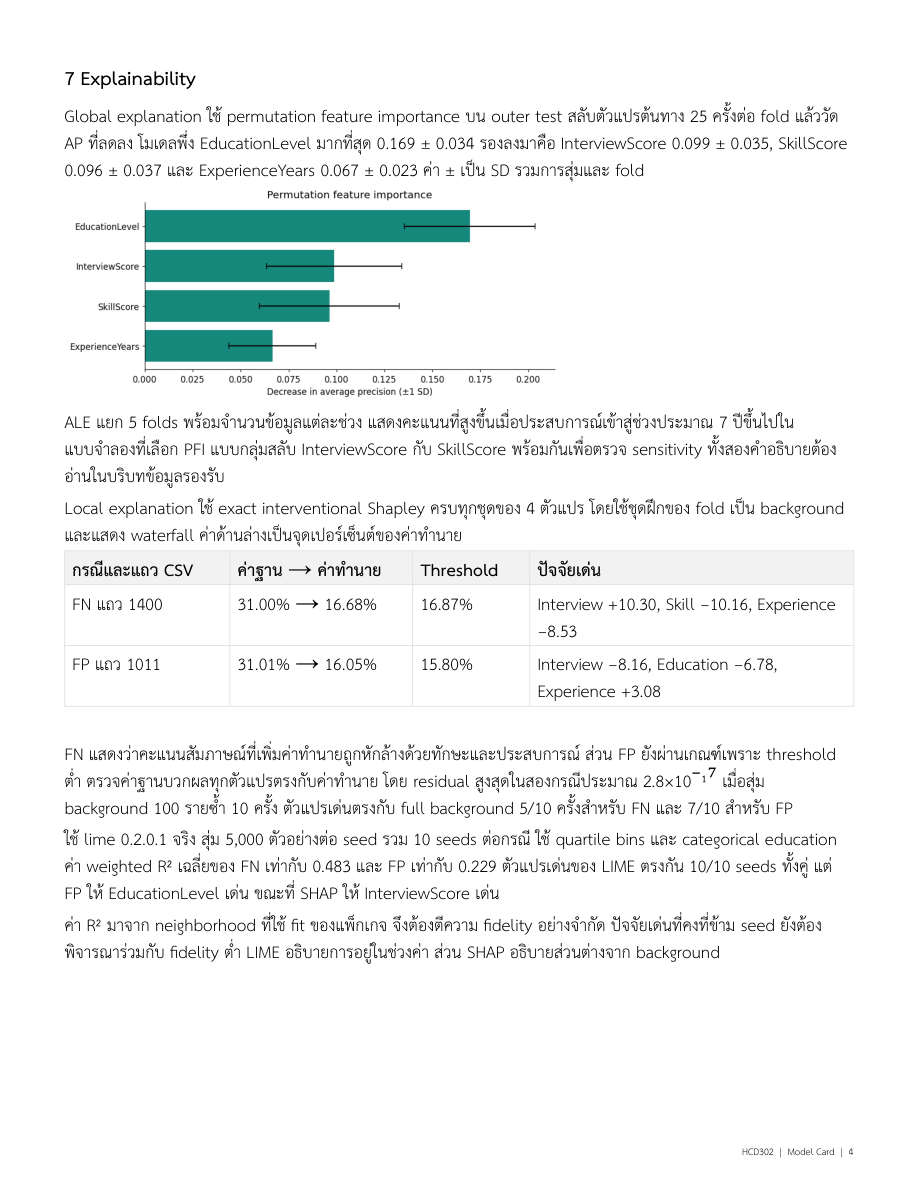 7 Explainability
Global explanation ใช้ permutation feature importance บน outer test สลับตัวแปรต้นทาง 25 ครั้งต่อ fold แล้ววัด
AP ที่ลดลง โมเดลพึ่ง EducationLevel มากที่สุด 0.169 ± 0.034 รองลงมาคือ InterviewScore 0.099 ± 0.035, SkillScore
0.096 ± 0.037 และ ExperienceYears 0.067 ± 0.023 ค่า ± เป็น SD รวมการสุ่มและ fold
Permutation feature importance
EducationLevel
InterviewScore
SkillScore
ExperienceYears
0.000 0.025 0.050 0.075 0.100 0.125 0.150 0.175 0.200
Decrease in average precision (±1 SD)
ALE แยก 5 folds พร้อมจำนวนข้อมูลแต่ละช่วง แสดงคะแนนที่สูงขึ้นเมื่อประสบการณ์เข้าสู่ช่วงประมาณ 7 ปีขึ้นไปใน
แบบจำลองที่เลือก PFI แบบกลุ่มสลับ InterviewScore กับ SkillScore พร้อมกันเพื่อตรวจ sensitivity ทั้งสองคำอธิบายต้อง
อ่านในบริบทข้อมูลรองรับ
Local explanation ใช้ exact interventional Shapley ครบทุกชุดของ 4 ตัวแปร โดยใช้ชุดฝึกของ fold เป็น background
และแสดง waterfall ค่าด้านล่างเป็นจุดเปอร์เซ็นต์ของค่าทำนาย
กรณีและแถว CSV ค่าฐาน ⟶ ค่าทำนาย Threshold ปัจจัยเด่น
FN แถว 1400 31.00% ⟶ 16.68% 16.87% Interview +10.30, Skill −10.16, Experience
−8.53
FP แถว 1011 31.01% ⟶ 16.05% 15.80% Interview −8.16, Education −6.78,
Experience +3.08
FN แสดงว่าคะแนนสัมภาษณ์ที่เพิ่มค่าทำนายถูกหักล้างด้วยทักษะและประสบการณ์ ส่วน FP ยังผ่านเกณฑ์เพราะ threshold
ต่ำ ตรวจค่าฐานบวกผลทุกตัวแปรตรงกับค่าทำนาย โดย residual สูงสุดในสองกรณีประมาณ 2.8×10⁻¹⁷ เมื่อสุ่ม
background 100 รายซ้ำ 10 ครั้ง ตัวแปรเด่นตรงกับ full background 5/10 ครั้งสำหรับ FN และ 7/10 สำหรับ FP
ใช้ lime 0.2.0.1 จริง สุ่ม 5,000 ตัวอย่างต่อ seed รวม 10 seeds ต่อกรณี ใช้ quartile bins และ categorical education
ค่า weighted R² เฉลี่ยของ FN เท่ากับ 0.483 และ FP เท่ากับ 0.229 ตัวแปรเด่นของ LIME ตรงกัน 10/10 seeds ทั้งคู่ แต่
FP ให้ EducationLevel เด่น ขณะที่ SHAP ให้ InterviewScore เด่น
ค่า R² มาจาก neighborhood ที่ใช้ fit ของแพ็กเกจ จึงต้องตีความ fidelity อย่างจำกัด ปัจจัยเด่นที่คงที่ข้าม seed ยังต้อง
พิจารณาร่วมกับ fidelity ต่ำ LIME อธิบายการอยู่ในช่วงค่า ส่วน SHAP อธิบายส่วนต่างจาก background
HCD302 | Model Card | 4